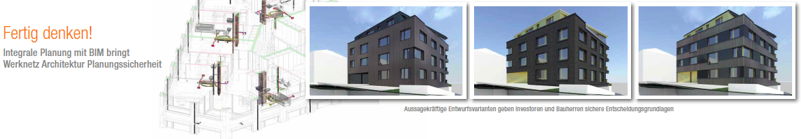 Fertig denken!
Integrale Planung mit BIM bringt
Werknetz Architektur Planungssicherheit
Aussagekräftige Entwurfsvarianten geben Investoren und Bauherren sichere Entscheidungsgrundlagen